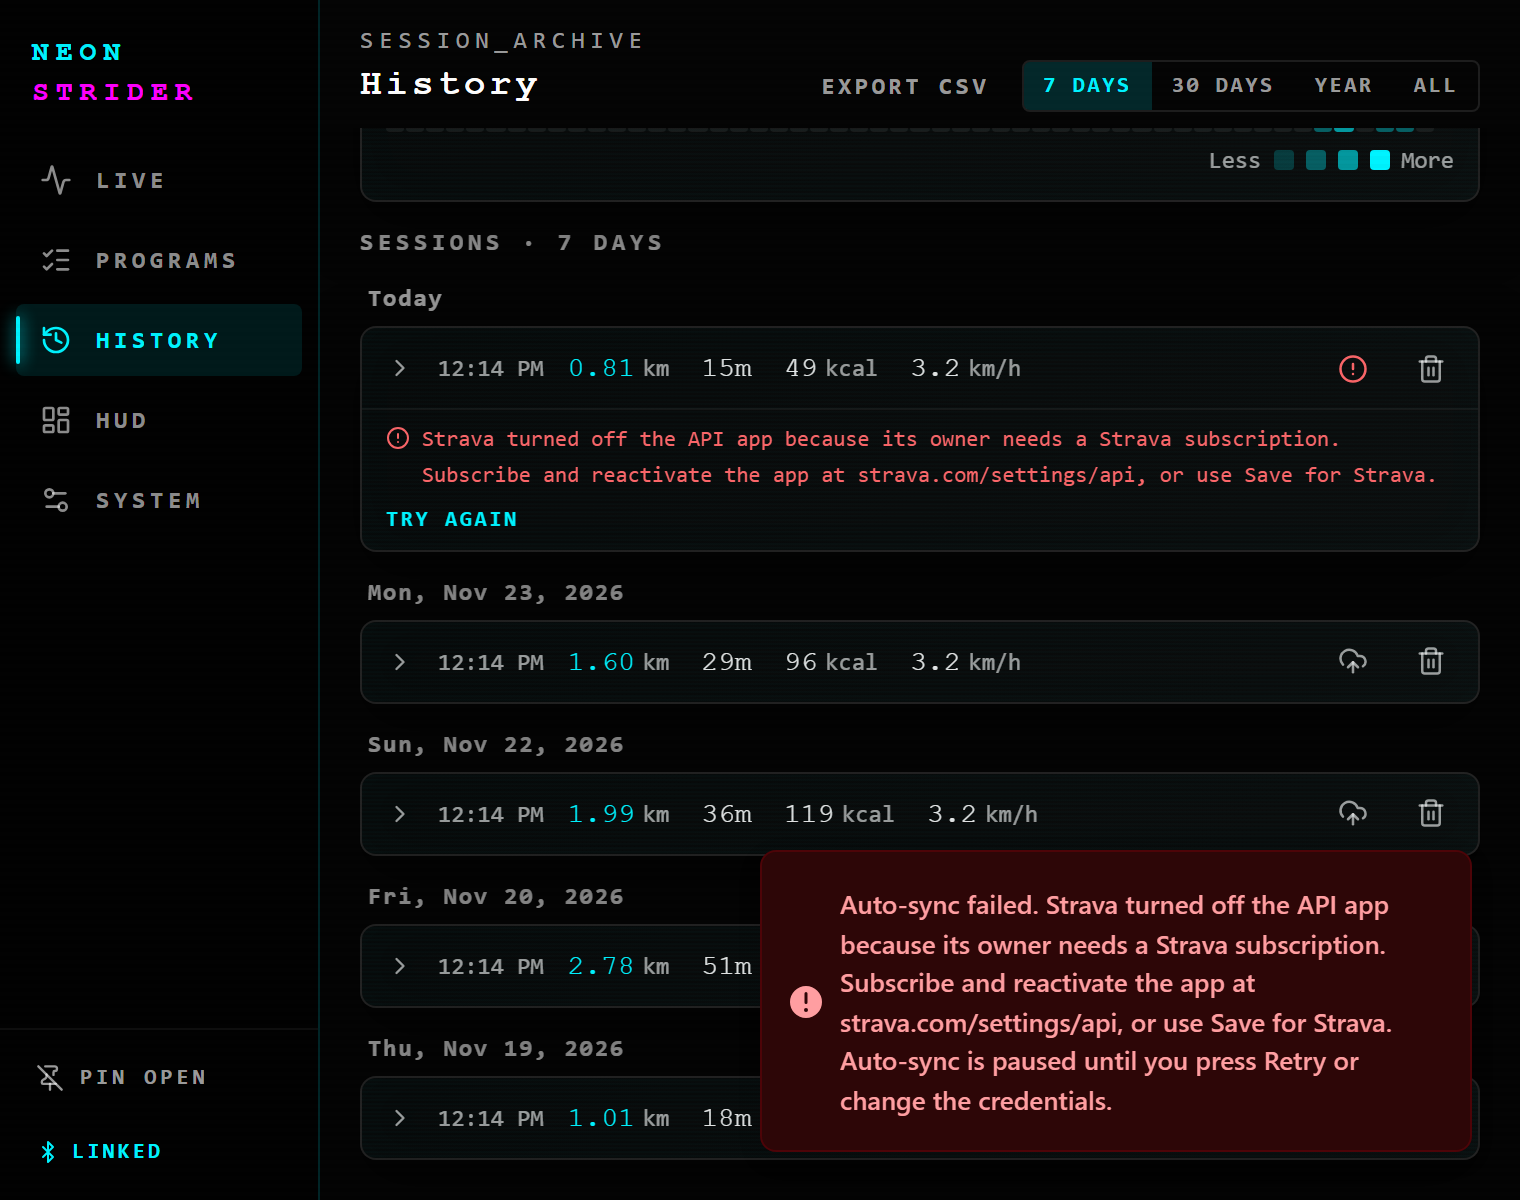 NEON
STRIDER
LIVE
PROGRAMS
HISTORY
HUD
SYSTEM
PIN OPEN
LINKED
SESSION_ARCHIVE
History
EXPORT CSV
7 DAYS 30 DAYS YEAR ALL
Less More
SESSIONS · 7 DAYS
Today
12:14 PM 0.81 km 15m 49 kcal 3.2 km/h
Strava turned off the API app because its owner needs a Strava subscription.
Subscribe and reactivate the app at strava.com/settings/api, or use Save for Strava.
TRY AGAIN
Mon, Nov 23, 2026
12:14 PM 1.60 km 29m 96 kcal 3.2 km/h
Sun, Nov 22, 2026
12:14 PM 1.99 km 36m 119 kcal 3.2 km/h
Fri, Nov 20, 2026
12:14 PM 2.78 km 51m
Thu, Nov 19, 2026
12:14 PM 1.01 km 18m
Auto-sync failed. Strava turned off the API app
because its owner needs a Strava subscription.
Subscribe and reactivate the app at
strava.com/settings/api, or use Save for Strava.
Auto-sync is paused until you press Retry or
change the credentials.